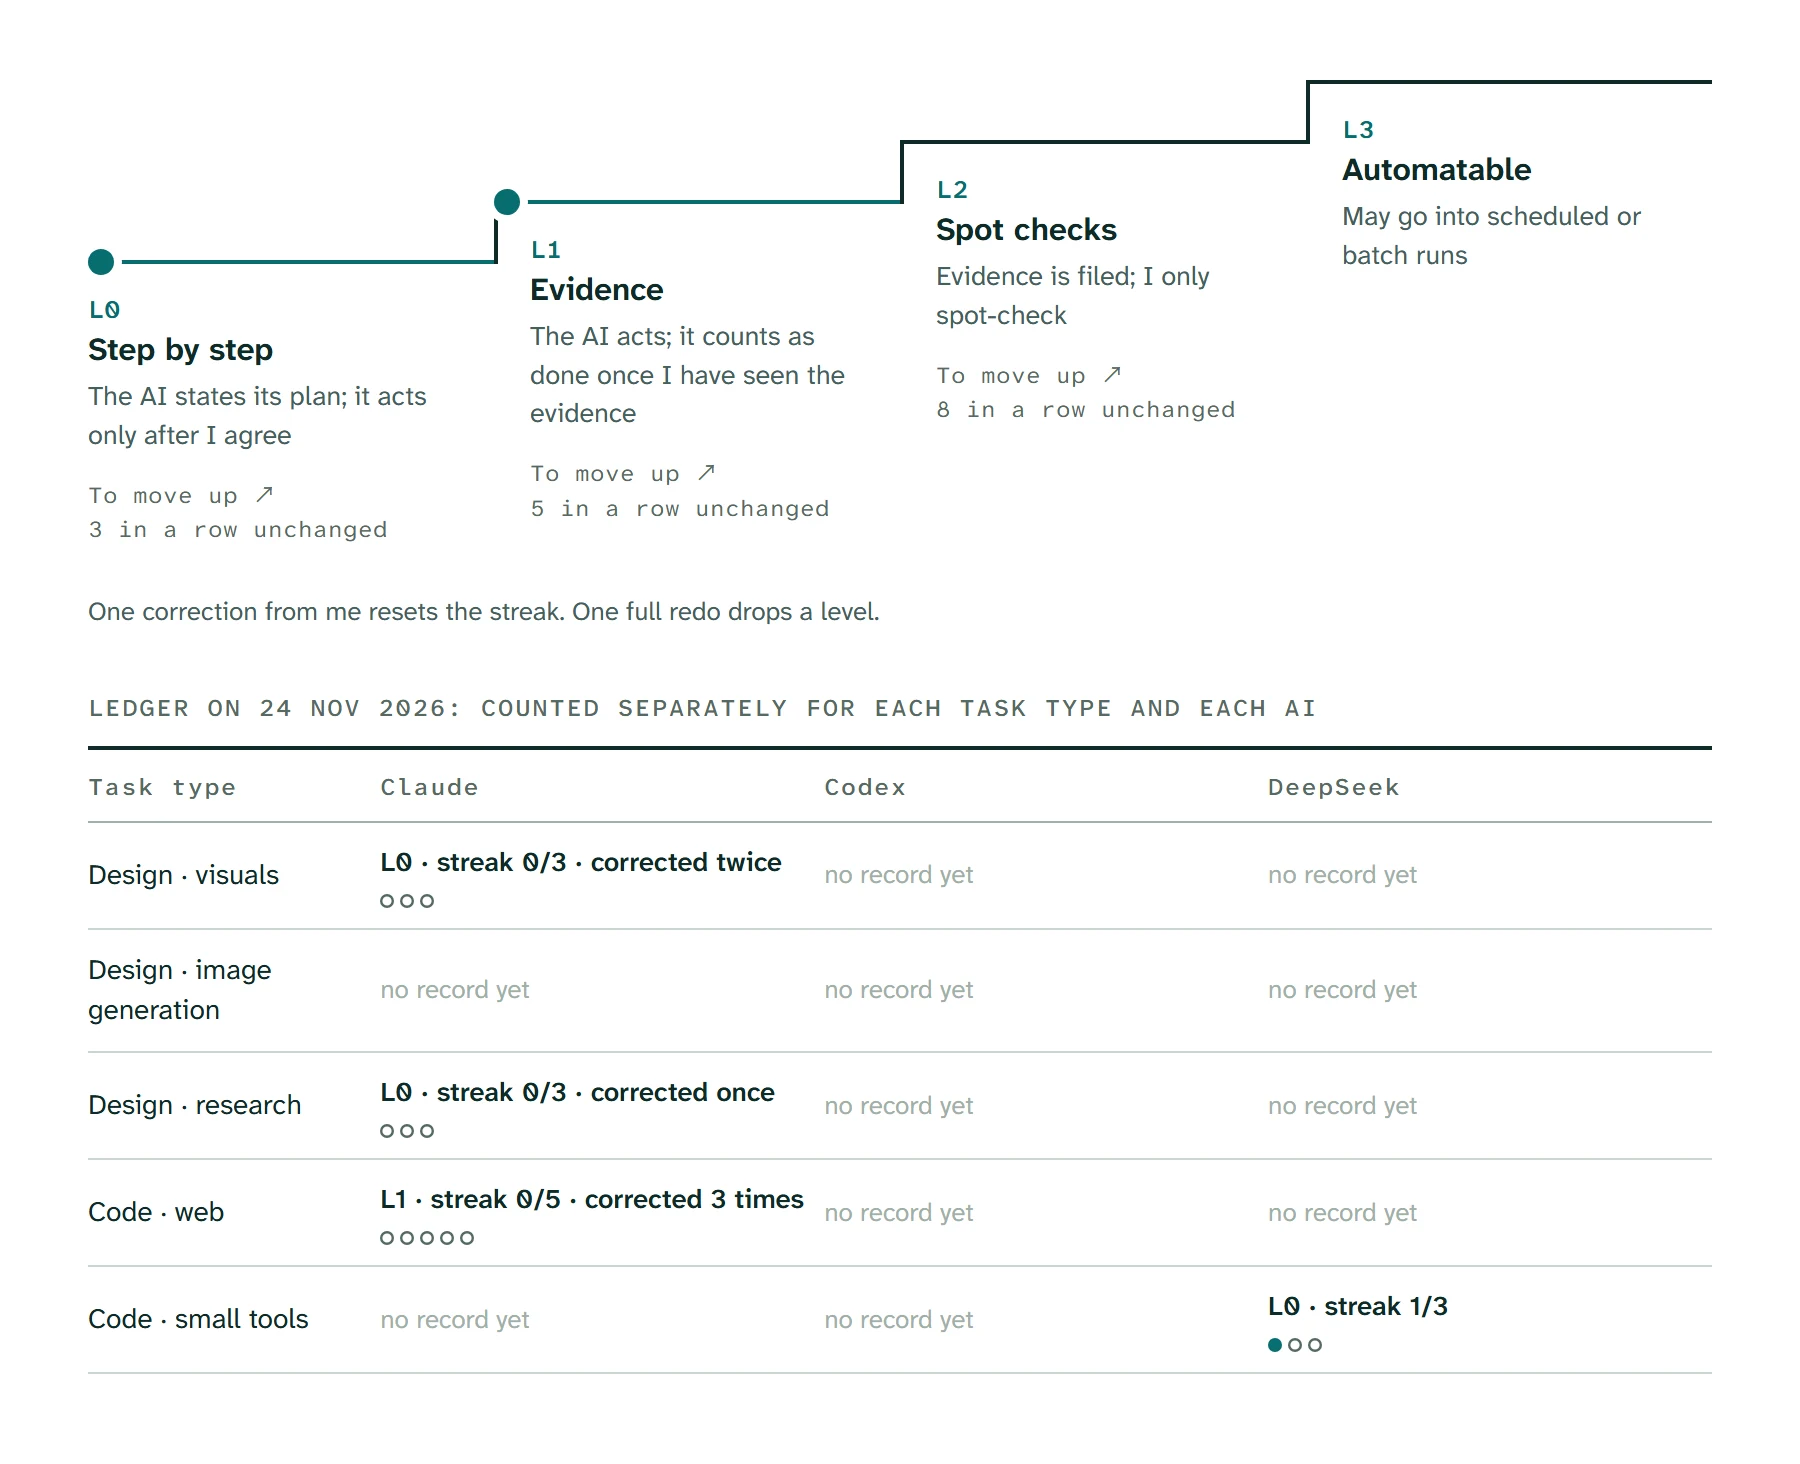 L0
Step by step
The AI states its plan; it acts
only after I agree
To move up ↗
3 in a row unchanged
L1
Evidence
The AI acts; it counts as
done once I have seen the
evidence
To move up ↗
5 in a row unchanged
L2
Spot checks
Evidence is filed; I only
spot-check
To move up ↗
8 in a row unchanged
L3
Automatable
May go into scheduled or
batch runs
One correction from me resets the streak. One full redo drops a level.
LEDGER ON 24 NOV 2026: COUNTED SEPARATELY FOR EACH TASK TYPE AND EACH AI
Task type Claude Codex DeepSeek
Design · visuals L0 · streak 0/3 · corrected twice no record yet no record yet
Design · image
generation no record yet no record yet no record yet
Design · research L0 · streak 0/3 · corrected once no record yet no record yet
Code · web L1 · streak 0/5 · corrected 3 times no record yet no record yet
Code · small tools no record yet no record yet L0 · streak 1/3